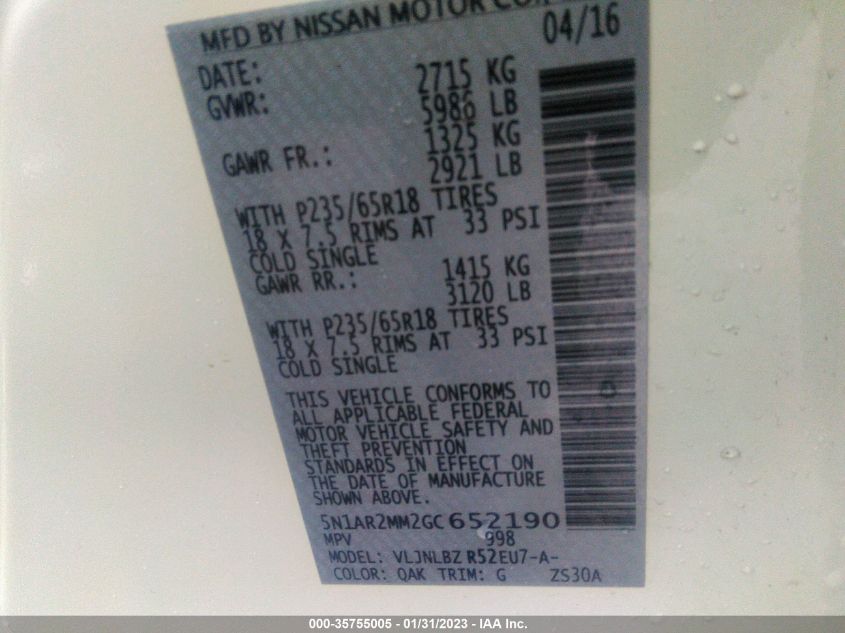 MFD BY NISSAN MOTOR CO.
DATE: 04/16
GVWR: 2715 KG
5986 LB
GAWR FR.: 1325 KG
2921 LB
WITH P235/65R18 TIRES
18 X 7.5 RIMS AT 33 PSI
COLD SINGLE
GAWR RR.: 1415 KG
3120 LB
WITH P235/65R18 TIRES
18 X 7.5 RIMS AT 33 PSI
COLD SINGLE
THIS VEHICLE CONFORMS TO
ALL APPLICABLE FEDERAL
MOTOR VEHICLE SAFETY AND
THEFT PREVENTION
STANDARDS IN EFFECT ON
THE DATE OF MANUFACTURE
SHOWN ABOVE.
5N1AR2MM2GC652190
MPV 998
MODEL: VLJNLBZ R52EU7-A-
COLOR: QAK TRIM: G ZS30A
000-35755005 - 01/31/2023 - IAA Inc.